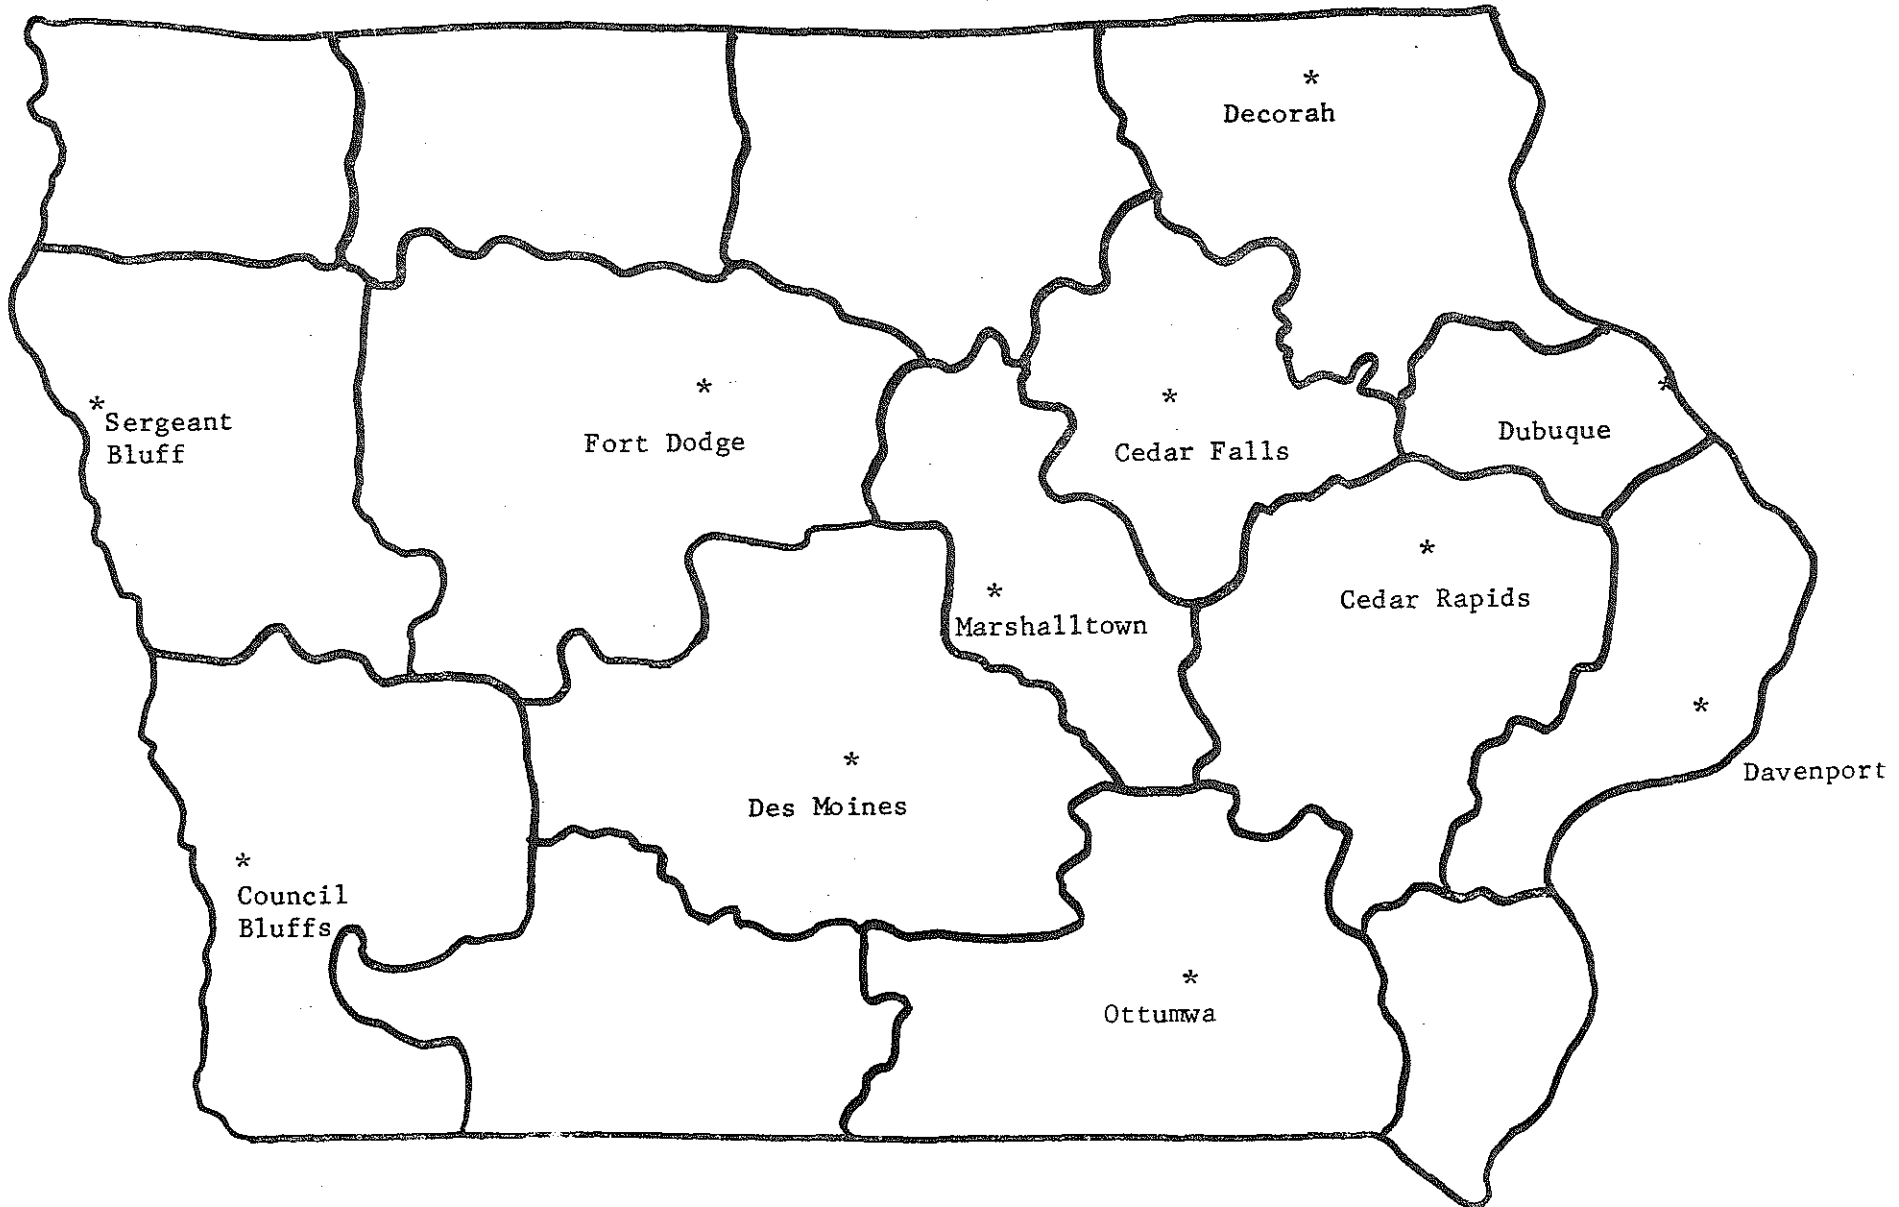 *
Decorah
*
Sergeant
Bluff
*
Fort Dodge
*
Cedar Falls
*
Dubuque
*
Cedar Rapids
*
Marshalltown
*
Davenport
*
Des Moines
*
Council
Bluffs
*
Ottumwa